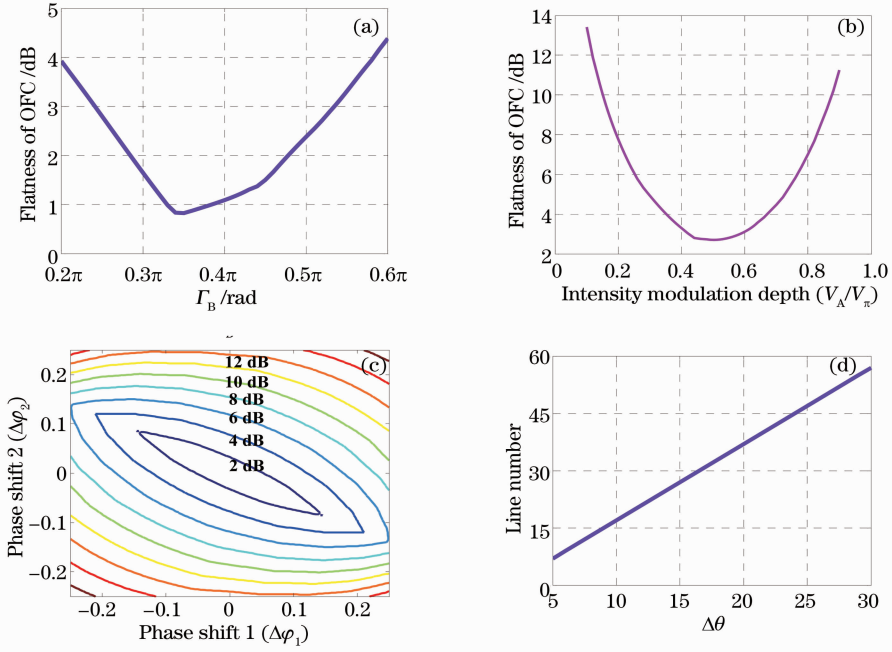 (a)
Flatness of OFC /dB
5
4
3
2
1
0
0.2π 0.3π 0.4π 0.5π 0.6π
Γ_B /rad
(b)
Flatness of OFC /dB
14
12
10
8
6
4
2
0 0.2 0.4 0.6 0.8 1.0
Intensity modulation depth (V_A/V_π)
(c)
Phase shift 2 (Δφ₂)
0.2
0.1
0
−0.1
−0.2
12 dB
10 dB
8 dB
6 dB
4 dB
2 dB
−0.2 −0.1 0 0.1 0.2
Phase shift 1 (Δφ₁)
(d)
Line number
60
45
30
15
0
5 10 15 20 25 30
Δθ